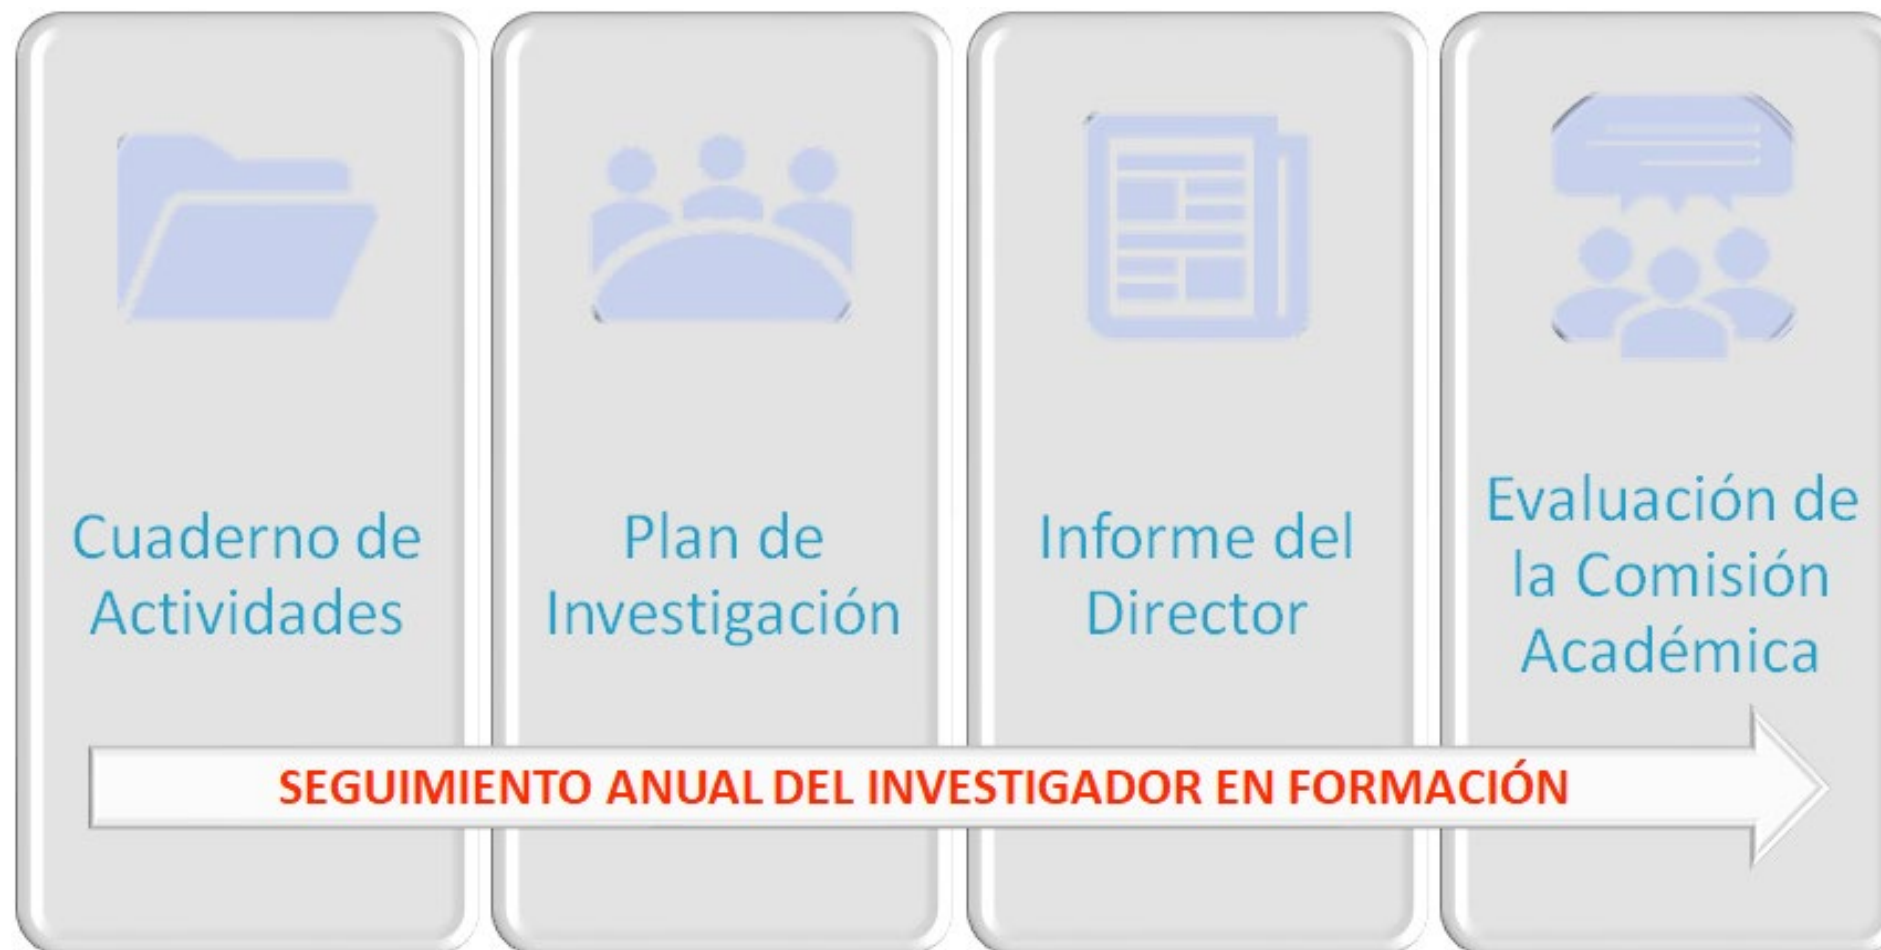 Cuaderno de
Actividades
Plan de
Investigación
Informe del
Director
Evaluación de
la Comisión
Académica
SEGUIMIENTO ANUAL DEL INVESTIGADOR EN FORMACIÓN